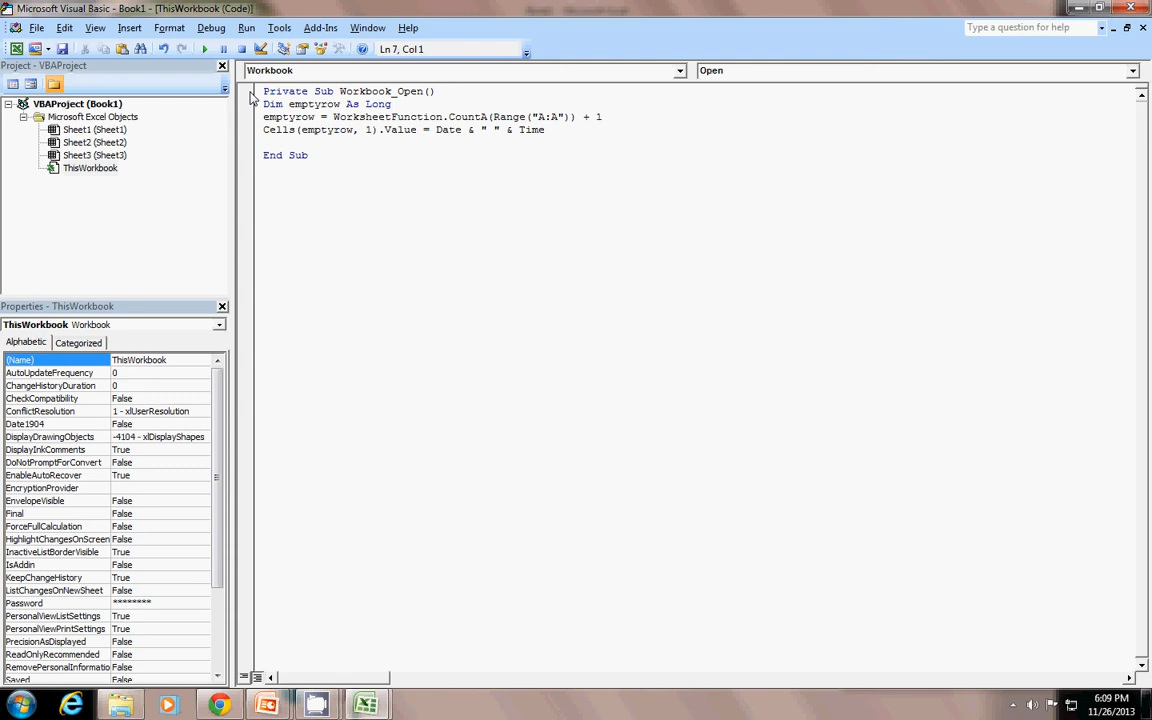 Microsoft Visual Basic - Book1 - [ThisWorkbook (Code)]
File Edit View Insert Format Debug Run Tools Add-Ins Window Help
Type a question for help
Ln 7, Col 1
Project - VBAProject
Workbook
Open
VBAProject (Book1)
Microsoft Excel Objects
Sheet1 (Sheet1)
Sheet2 (Sheet2)
Sheet3 (Sheet3)
ThisWorkbook
Private Sub Workbook_Open()
Dim emptyrow As Long
emptyrow = WorksheetFunction.CountA(Range("A:A")) + 1
Cells(emptyrow, 1).Value = Date & " " & Time
End Sub
Properties - ThisWorkbook
ThisWorkbook Workbook
Alphabetic Categorized
(Name) ThisWorkbook
AutoUpdateFrequency 0
ChangeHistoryDuration 0
CheckCompatibility False
ConflictResolution 1 - xlUserResolution
Date1904 False
DisplayDrawingObjects -4104 - xlDisplayShapes
DisplayInkComments True
DoNotPromptForConvert False
EnableAutoRecover True
EncryptionProvider
EnvelopeVisible False
Final False
ForceFullCalculation False
HighlightChangesOnScreen False
InactiveListBorderVisible True
IsAddin False
KeepChangeHistory True
ListChangesOnNewSheet False
Password ********
PersonalViewListSettings True
PersonalViewPrintSettings True
PrecisionAsDisplayed False
ReadOnlyRecommended False
RemovePersonalInformatio False
Saved False
6:09 PM
11/26/2013